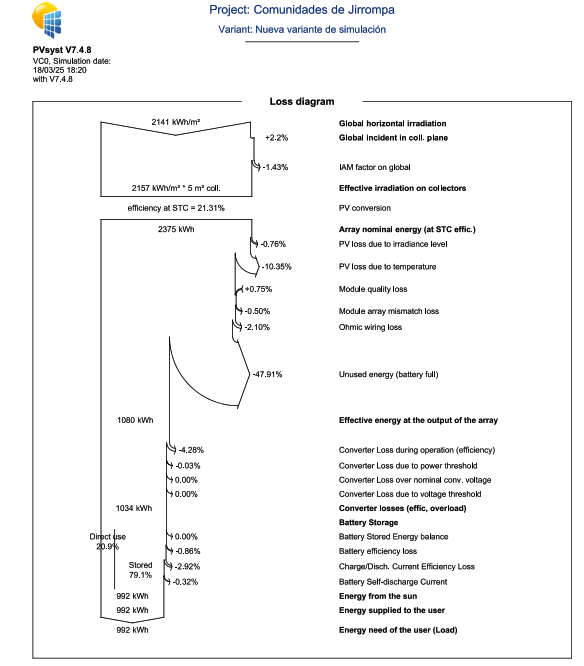 Project: Comunidades de Jirrompa
Variant: Nueva variante de simulación
PVsyst V7.4.8
VC0, Simulation date:
18/03/25 18:20
with V7.4.8
Loss diagram
2141 kWh/m² Global horizontal irradiation
+2.2% Global incident in coll. plane
-1.43% IAM factor on global
2157 kWh/m² * 5 m² coll. Effective irradiation on collectors
efficiency at STC = 21.31% PV conversion
2375 kWh Array nominal energy (at STC effic.)
-0.76% PV loss due to irradiance level
-10.35% PV loss due to temperature
+0.75% Module quality loss
-0.50% Module array mismatch loss
-2.10% Ohmic wiring loss
-47.91% Unused energy (battery full)
1080 kWh Effective energy at the output of the array
-4.28% Converter Loss during operation (efficiency)
-0.03% Converter Loss due to power threshold
0.00% Converter Loss over nominal conv. voltage
0.00% Converter Loss due to voltage threshold
1034 kWh Converter losses (effic, overload)
Battery Storage
Direct use 0.00% Battery Stored Energy balance
20.9% -0.86% Battery efficiency loss
Stored -2.92% Charge/Disch. Current Efficiency Loss
79.1% -0.32% Battery Self-discharge Current
992 kWh Energy from the sun
992 kWh Energy supplied to the user
992 kWh Energy need of the user (Load)